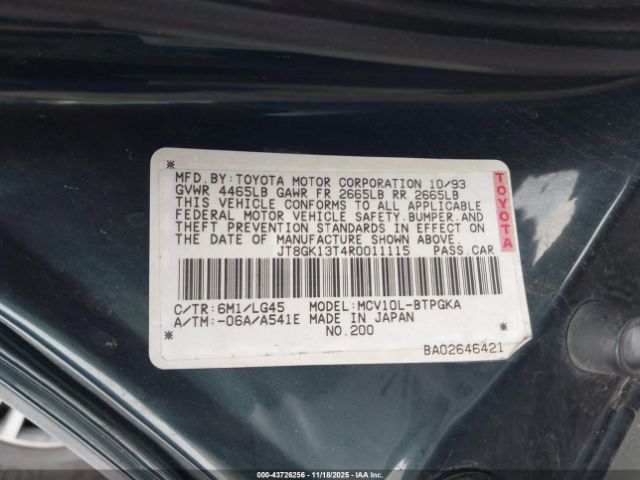 MFD. BY: TOYOTA MOTOR CORPORATION 10/93
GVWR 4465LB GAWR FR 2665LB RR 2665LB
THIS VEHICLE CONFORMS TO ALL APPLICABLE
FEDERAL MOTOR VEHICLE SAFETY, BUMPER, AND
THEFT PREVENTION STANDARDS IN EFFECT ON
THE DATE OF MANUFACTURE SHOWN ABOVE.
JT8GK13T4R0011115 PASS. CAR
C/TR: 6M1/LG45 MODEL: MCV10L-BTPGKA
A/TM: -06A/A541E MADE IN JAPAN
NO. 200
BA02646421
TOYOTA
000-43726256 | 11/18/2025 | IAA Inc.